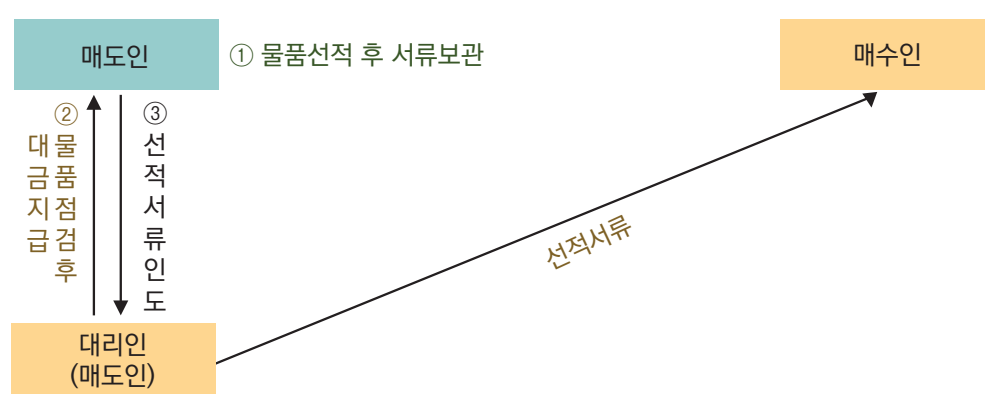 매도인
① 물품선적 후 서류보관
매수인
② 물품점검후
대금지급
③ 선적서류인도
선적서류
대리인
(매도인)